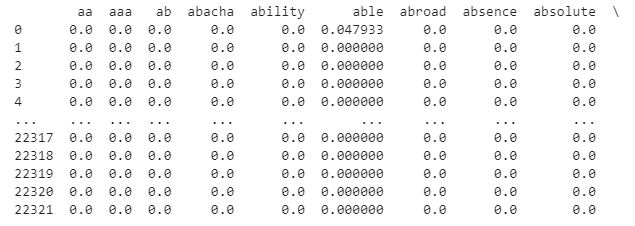 aa aaa ab abacha ability able abroad absence absolute \
0 0.0 0.0 0.0 0.0 0.0 0.047933 0.0 0.0 0.0
1 0.0 0.0 0.0 0.0 0.0 0.000000 0.0 0.0 0.0
2 0.0 0.0 0.0 0.0 0.0 0.000000 0.0 0.0 0.0
3 0.0 0.0 0.0 0.0 0.0 0.000000 0.0 0.0 0.0
4 0.0 0.0 0.0 0.0 0.0 0.000000 0.0 0.0 0.0
... ... ... ... ... ... ... ... ... ...
22317 0.0 0.0 0.0 0.0 0.0 0.000000 0.0 0.0 0.0
22318 0.0 0.0 0.0 0.0 0.0 0.000000 0.0 0.0 0.0
22319 0.0 0.0 0.0 0.0 0.0 0.000000 0.0 0.0 0.0
22320 0.0 0.0 0.0 0.0 0.0 0.000000 0.0 0.0 0.0
22321 0.0 0.0 0.0 0.0 0.0 0.000000 0.0 0.0 0.0